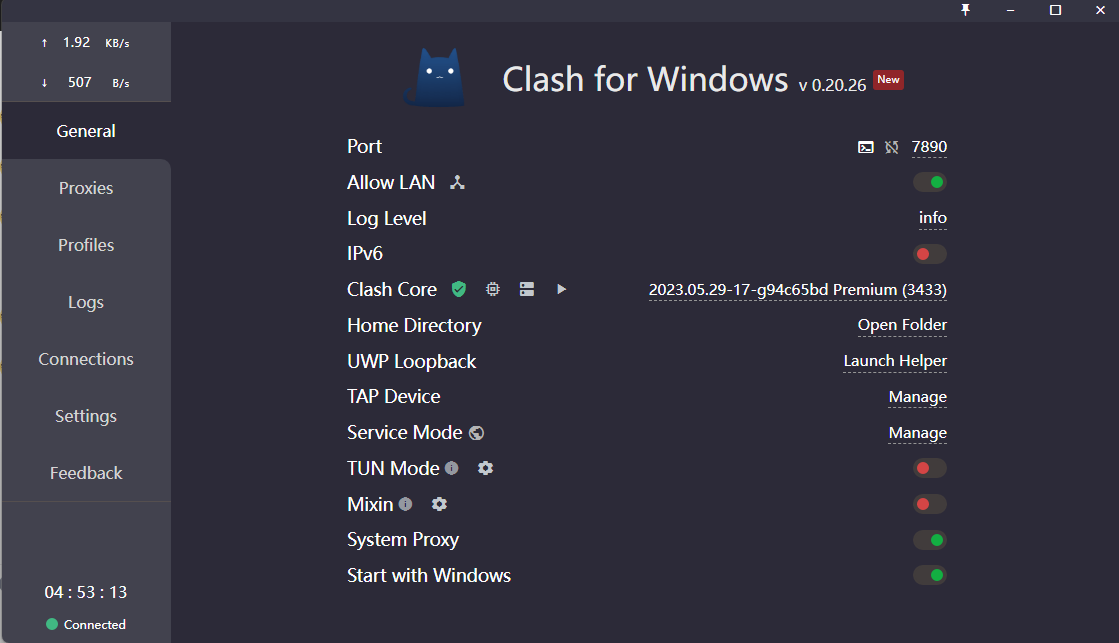 ↑ 1.92 KB/s
↓ 507 B/s
General
Proxies
Profiles
Logs
Connections
Settings
Feedback
04 : 53 : 13
Connected
Clash for Windows v 0.20.26 New
Port 7890
Allow LAN
Log Level info
IPv6
Clash Core 2023.05.29-17-g94c65bd Premium (3433)
Home Directory Open Folder
UWP Loopback Launch Helper
TAP Device Manage
Service Mode Manage
TUN Mode
Mixin
System Proxy
Start with Windows